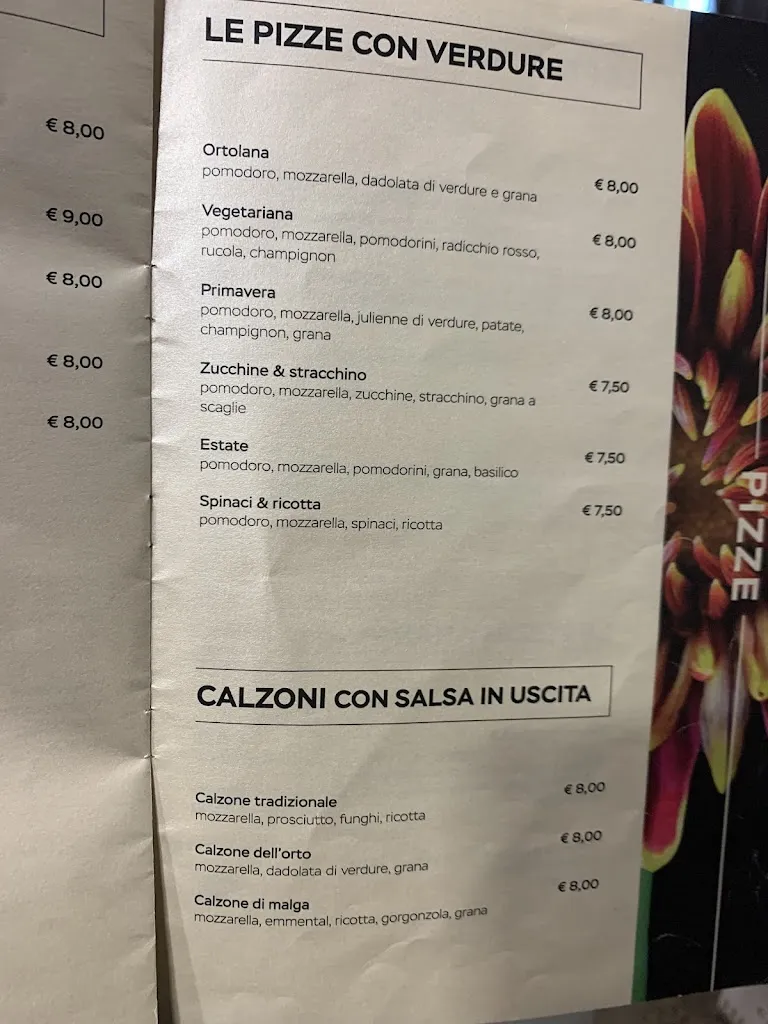 € 8,00
€ 9,00
€ 8,00
€ 8,00
€ 8,00
LE PIZZE CON VERDURE
Ortolana
pomodoro, mozzarella, dadolata di verdure e grana € 8,00
Vegetariana
pomodoro, mozzarella, pomodorini, radicchio rosso, € 8,00
rucola, champignon
Primavera
pomodoro, mozzarella, julienne di verdure, patate, € 8,00
champignon, grana
Zucchine & stracchino
pomodoro, mozzarella, zucchine, stracchino, grana a € 7,50
scaglie
Estate
pomodoro, mozzarella, pomodorini, grana, basilico € 7,50
Spinaci & ricotta
pomodoro, mozzarella, spinaci, ricotta € 7,50
CALZONI CON SALSA IN USCITA
Calzone tradizionale € 8,00
mozzarella, prosciutto, funghi, ricotta
Calzone dell'orto € 8,00
mozzarella, dadolata di verdure, grana
Calzone di malga € 8,00
mozzarella, emmental, ricotta, gorgonzola, grana
PIZZE